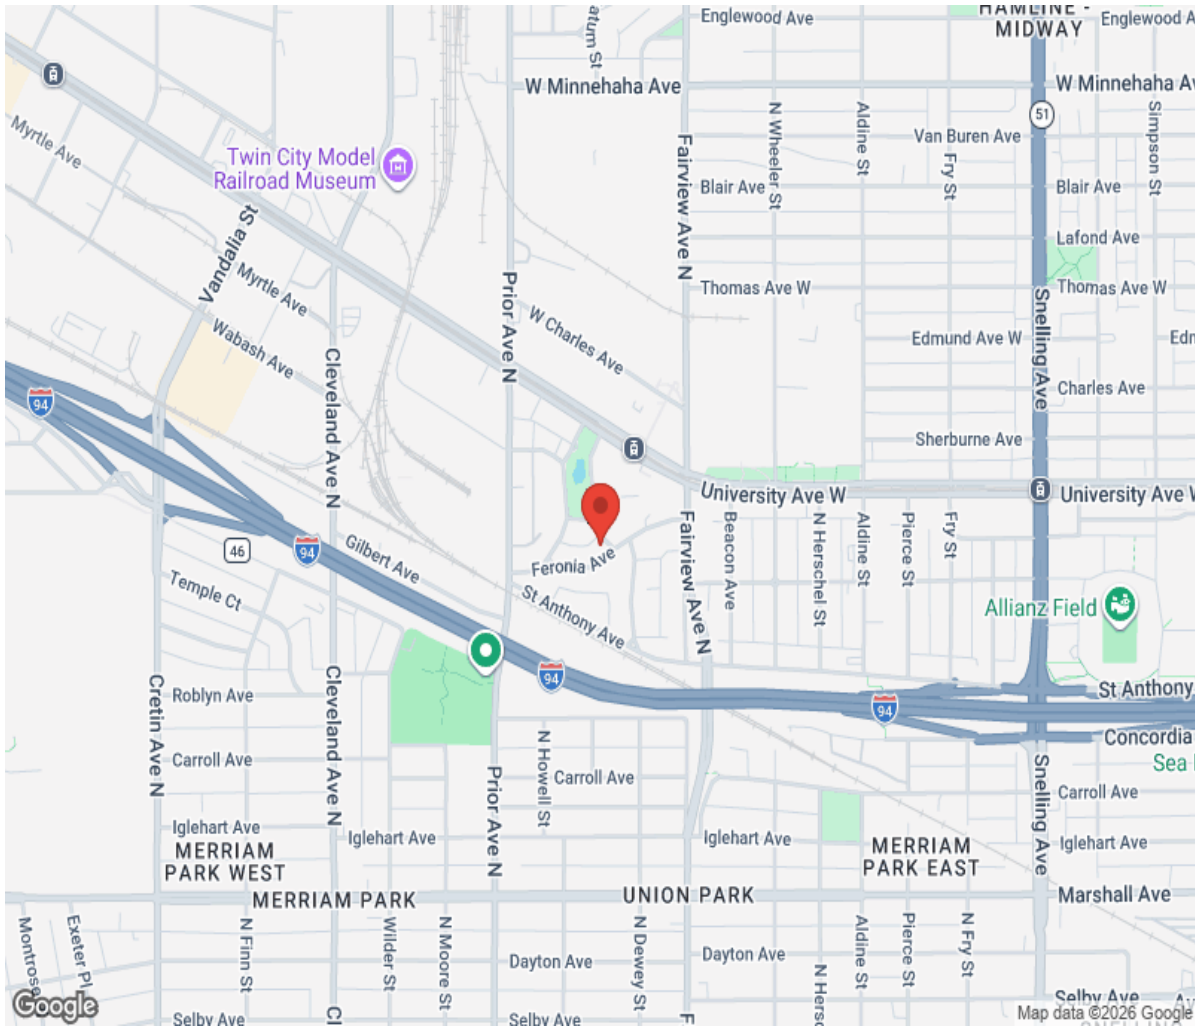 Englewood Ave
HAMLINE -
MIDWAY
Englewood A
atum St
W Minnehaha Ave
W Minnehaha Av
51
Myrtle Ave
Twin City Model
Railroad Museum
Fairview Ave N
N Wheeler St
Aldine St
Van Buren Ave
Fry St
Simpson St
Blair Ave
Blair Ave
Vandalia St
Lafond Ave
Myrtle Ave
Prior Ave N
Thomas Ave W
Thomas Ave W
Snelling Ave
W Charles Ave
Wabash Ave
Edmund Ave W
Edn
Cleveland Ave N
Charles Ave
94
Sherburne Ave
University Ave W
University Ave W
Fairview Ave N
Beacon Ave
N Herschel St
Aldine St
Pierce St
Fry St
46
94
Gilbert Ave
Feronia Ave
Temple Ct
St Anthony Ave
Allianz Field
94
Cretin Ave N
Roblyn Ave
Cleveland Ave N
94
St Anthony
Concordia
Sea
Carroll Ave
Prior Ave N
N Howell St
Carroll Ave
Snelling Ave
Carroll Ave
Iglehart Ave
Iglehart Ave
Iglehart Ave
Iglehart Ave
MERRIAM
PARK WEST
MERRIAM
PARK EAST
MERRIAM PARK
UNION PARK
Marshall Ave
Montrose
Exeter Pl
N Finn St
Wilder St
N Moore St
N Dewey St
Aldine St
Pierce St
N Fry St
Dayton Ave
Dayton Ave
N Hersc
Cl
F
Selby Ave
Selby Ave
Selby Ave
Av
Google
Map data ©2026 Google